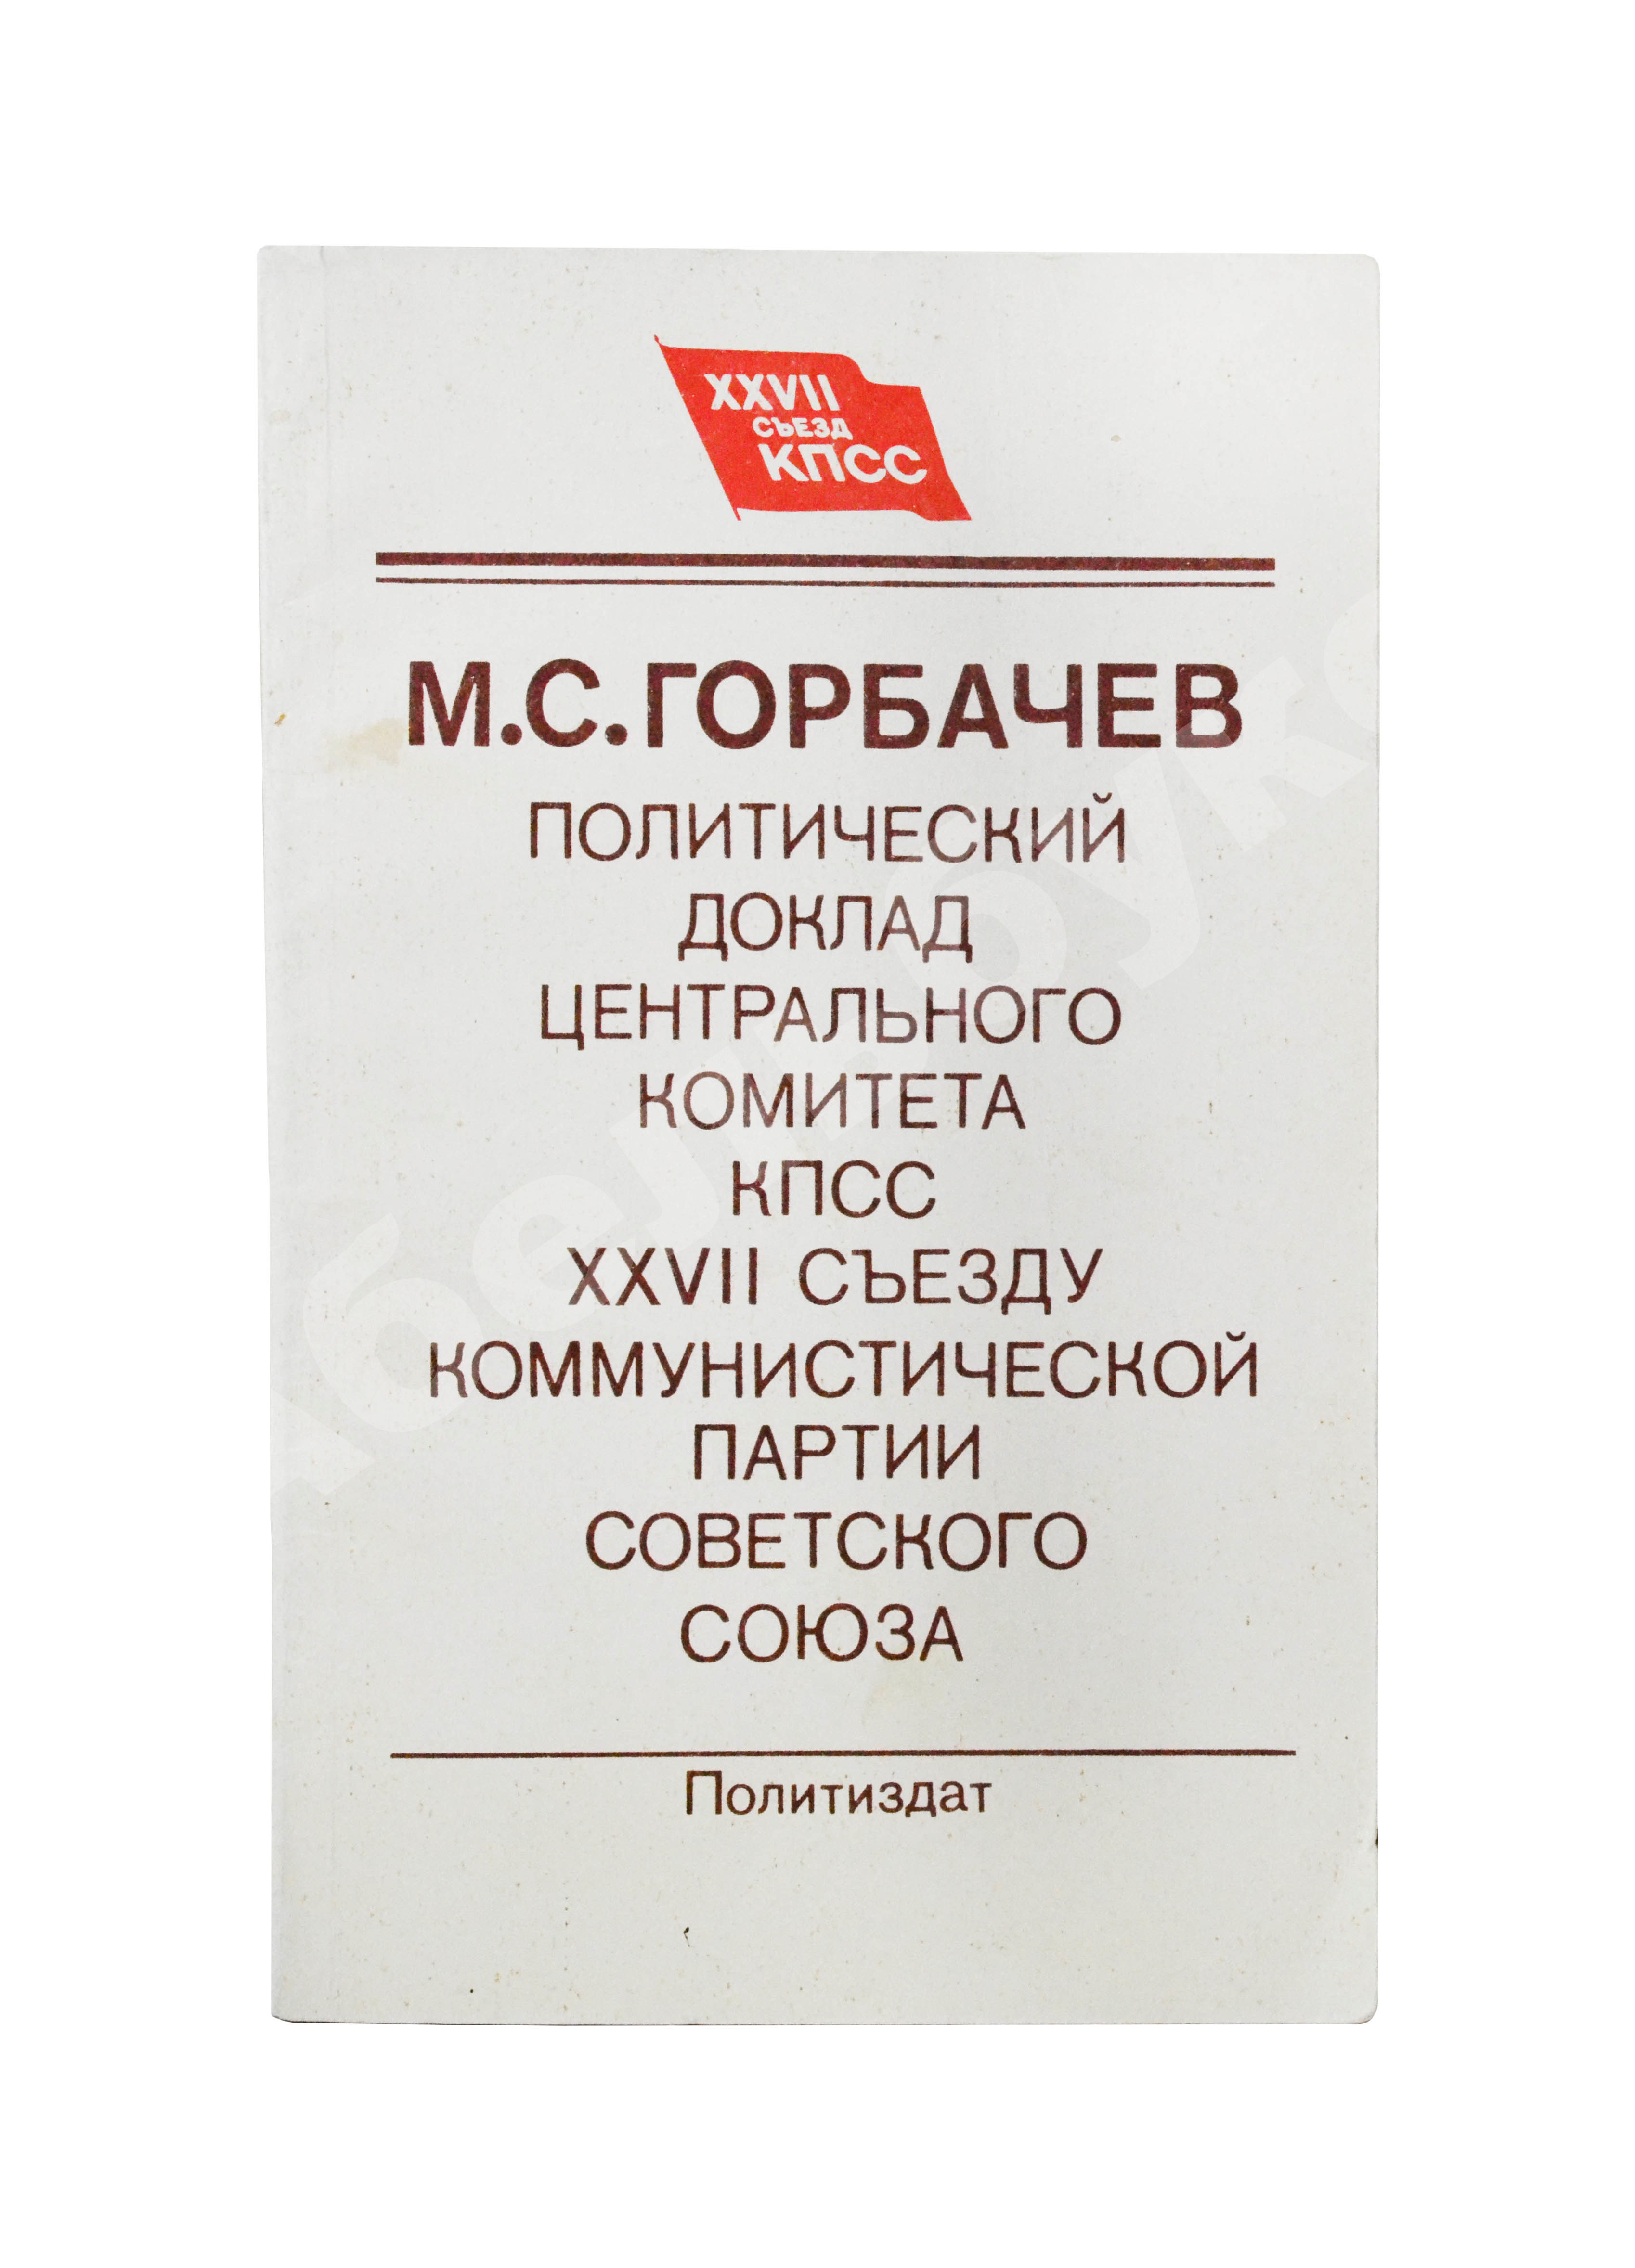 XXVII
СЪЕЗД
КПСС
М.С.ГОРБАЧЕВ
ПОЛИТИЧЕСКИЙ
ДОКЛАД
ЦЕНТРАЛЬНОГО
КОМИТЕТА
КПСС
XXVII СЪЕЗДУ
КОММУНИСТИЧЕСКОЙ
ПАРТИИ
СОВЕТСКОГО
СОЮЗА
Политиздат